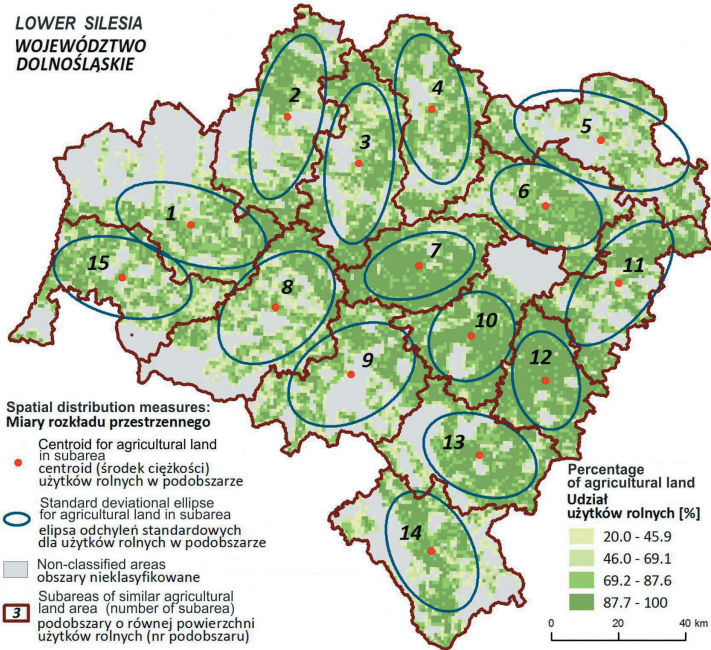 LOWER SILESIA
WOJEWÓDZTWO
DOLNOŚLĄSKIE
2
4
3
5
6
1
7
15
8
11
10
9
12
13
14
Spatial distribution measures:
Miary rozkładu przestrzennego
Centroid for agricultural land
in subarea
centroid (środek ciężkości)
użytków rolnych w podobszarze
Standard deviational ellipse
for agricultural land in subarea
elipsa odchyleń standardowych
dla użytków rolnych w podobszarze
Non-classified areas
obszary nieklasyfikowane
3
Subareas of similar agricultural
land area (number of subarea)
podobszary o równej powierzchni
użytków rolnych (nr podobszaru)
Percentage
of agricultural land
Udział
użytków rolnych [%]
20.0 - 45.9
46.0 - 69.1
69.2 - 87.6
87.7 - 100
0 20 40 km